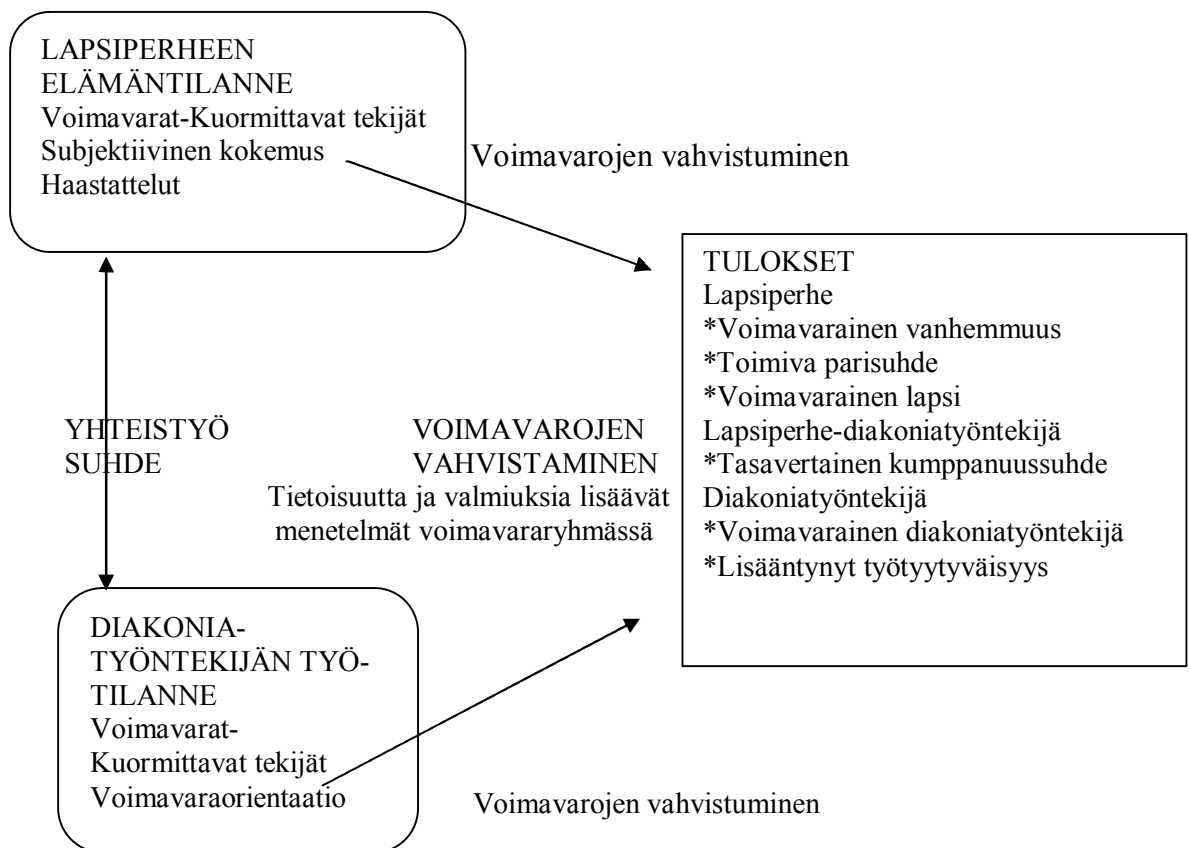 LAPSIPERHEEN
ELÄMÄNTILANNE
Voimavarat-Kuormittavat tekijät
Subjektiivinen kokemus
Haastattelut
Voimavarojen vahvistuminen
YHTEISTYÖ
SUHDE
VOIMAVAROJEN
VAHVISTAMINEN
Tietoisuutta ja valmiuksia lisäävät
menetelmät voimavararyhmässä
TULOKSET
Lapsiperhe
*Voimavarainen vanhemmuus
*Toimiva parisuhde
*Voimavarainen lapsi
Lapsiperhe-diakoniatyöntekijä
*Tasavertainen kumppanuussuhde
Diakoniatyöntekijä
*Voimavarainen diakoniatyöntekijä
*Lisääntynyt työtyytyväisyys
DIAKONIA-
TYÖNTEKIJÄN TYÖ-
TILANNE
Voimavarat-
Kuormittavat tekijät
Voimavaraorientaatio
Voimavarojen vahvistuminen